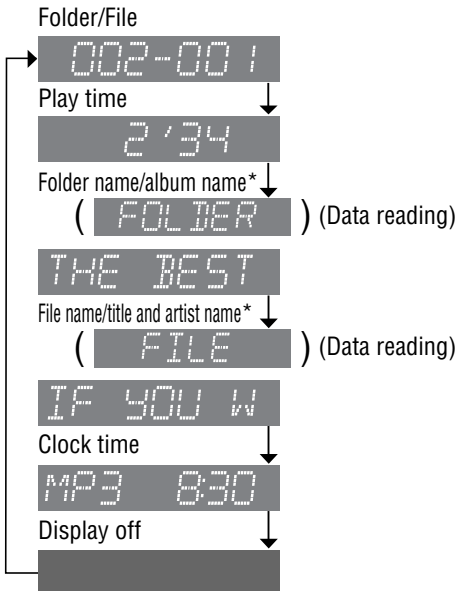 Folder/File
002-001
Play time
2'34
Folder name/album name*
( FOLDER ) (Data reading)
THE BEST
File name/title and artist name*
( FILE ) (Data reading)
IF YOU W
Clock time
MP3 8:30
Display off